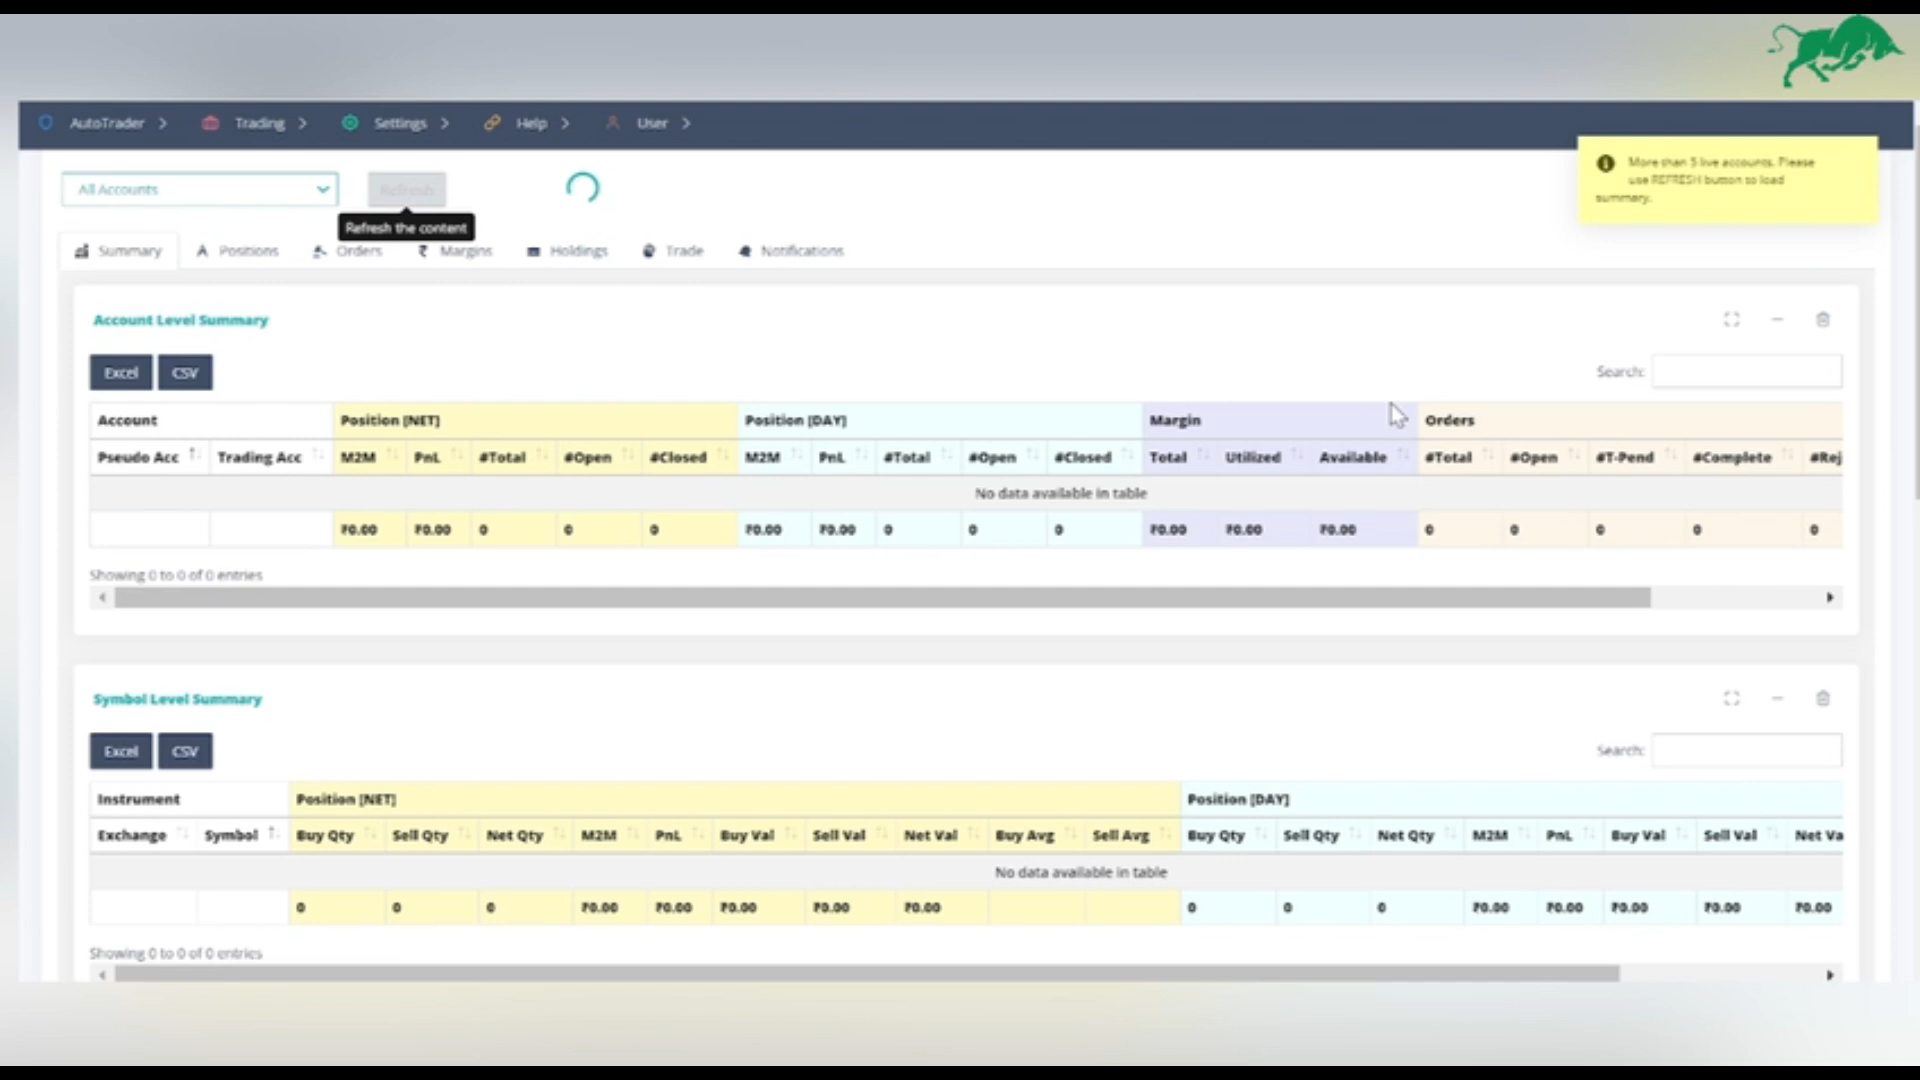 AutoTrader Trading Settings Help User
More than 5 live accounts. Please
use REFRESH button to load
summary.
All Accounts Refresh
Refresh the content
Summary Positions Orders Margins Holdings Trade Notifications
Account Level Summary
Excel CSV Search:
Account Position [NET] Position [DAY] Margin Orders
Pseudo Acc Trading Acc M2M PnL #Total #Open #Closed M2M PnL #Total #Open #Closed Total Utilized Available #Total #Open #T-Pend #Complete #Rej
No data available in table
₹0.00 ₹0.00 0 0 0 ₹0.00 ₹0.00 0 0 0 ₹0.00 ₹0.00 ₹0.00 0 0 0 0 0
Showing 0 to 0 of 0 entries
Symbol Level Summary
Excel CSV Search:
Instrument Position [NET] Position [DAY]
Exchange Symbol Buy Qty Sell Qty Net Qty M2M PnL Buy Val Sell Val Net Val Buy Avg Sell Avg Buy Qty Sell Qty Net Qty M2M PnL Buy Val Sell Val Net Va
No data available in table
0 0 0 ₹0.00 ₹0.00 ₹0.00 ₹0.00 ₹0.00 0 0 0 ₹0.00 ₹0.00 ₹0.00 ₹0.00 ₹0.00
Showing 0 to 0 of 0 entries